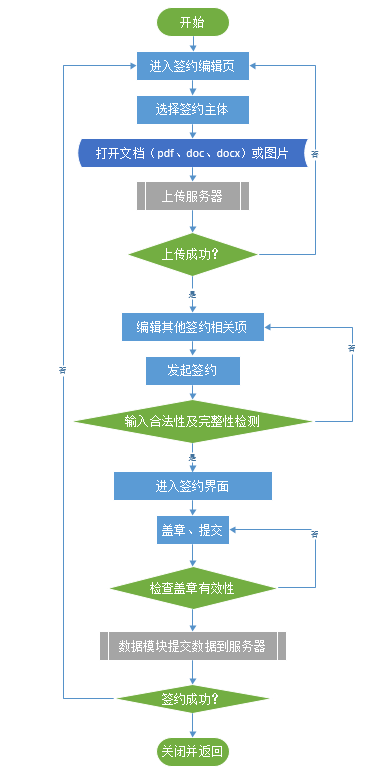 开始
进入签约编辑页
选择签约主体
打开文档（pdf、doc、docx）或图片
是
上传服务器
上传成功？
是
编辑其他签约相关项
是
发起签约
是
输入合法性及完整性检测
是
进入签约界面
盖章、提交
是
检查盖章有效性
数据模块提交数据到服务器
签约成功？
关闭并返回